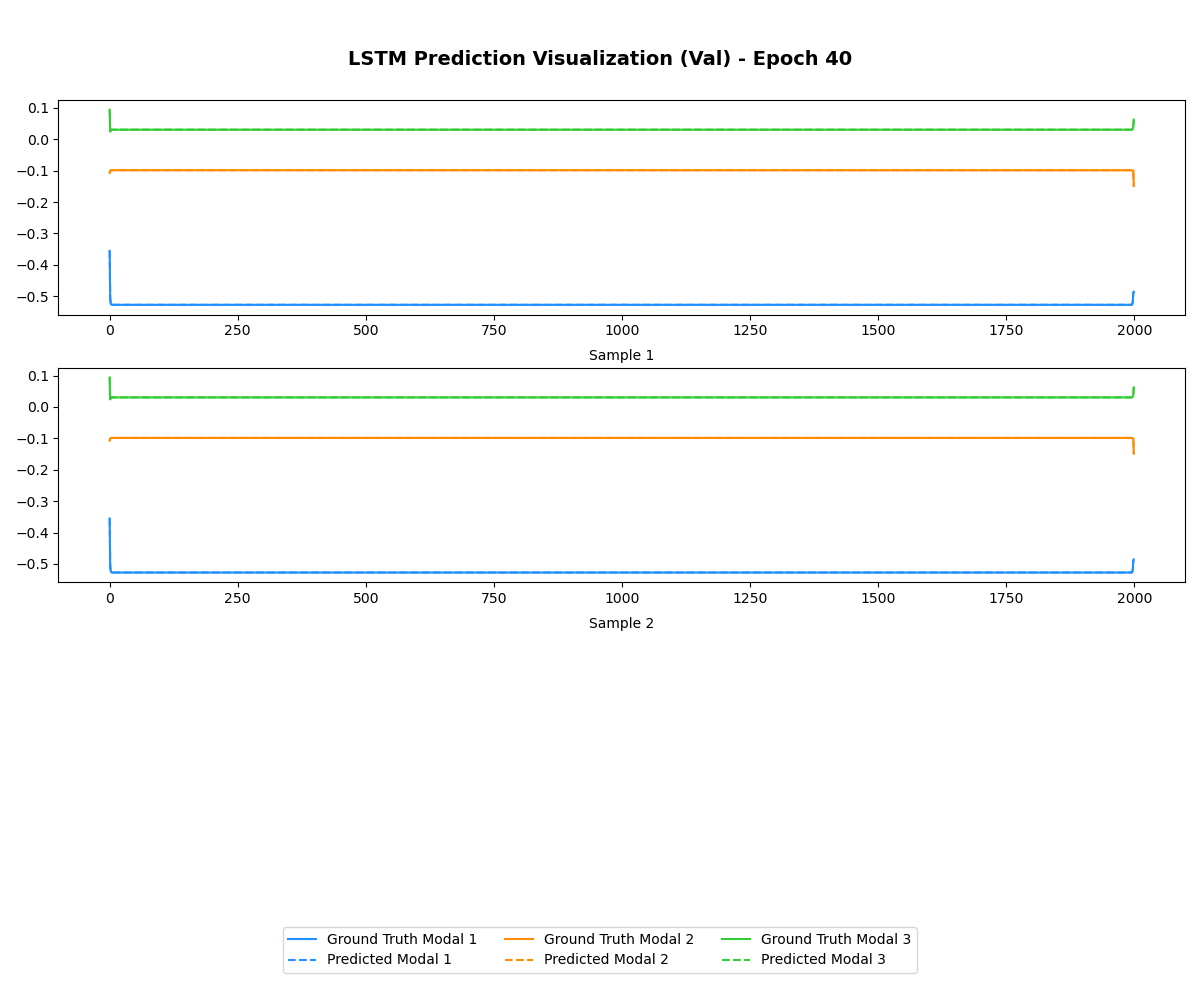 LSTM Prediction Visualization (Val) - Epoch 40
0.1
0.0
−0.1
−0.2
−0.3
−0.4
−0.5
0 250 500 750 1000 1250 1500 1750 2000
Sample 1
0.1
0.0
−0.1
−0.2
−0.3
−0.4
−0.5
0 250 500 750 1000 1250 1500 1750 2000
Sample 2
Ground Truth Modal 1 Ground Truth Modal 2 Ground Truth Modal 3
Predicted Modal 1 Predicted Modal 2 Predicted Modal 3